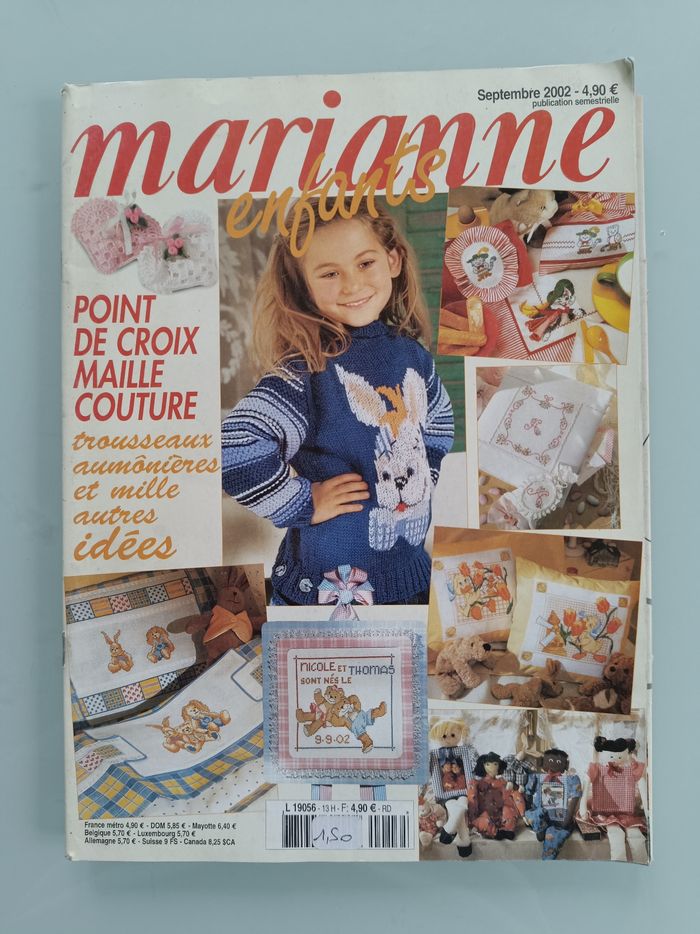 Septembre 2002 - 4,90 €
publication semestrielle
marianne
enfants
POINT
DE CROIX
MAILLE
COUTURE
trousseaux
aumônières
et mille
autres
idées
NICOLE ET THOMAS
SONT NÉS LE
9-9-02
L 19056 - 13 H - F: 4,90 € - RD
1,50
France métro 4,90 € - DOM 5,85 € - Mayotte 6,40 €
Belgique 5,70 € - Luxembourg 5,70 €
Allemagne 5,70 € - Suisse 9 FS - Canada 8,25 $CA